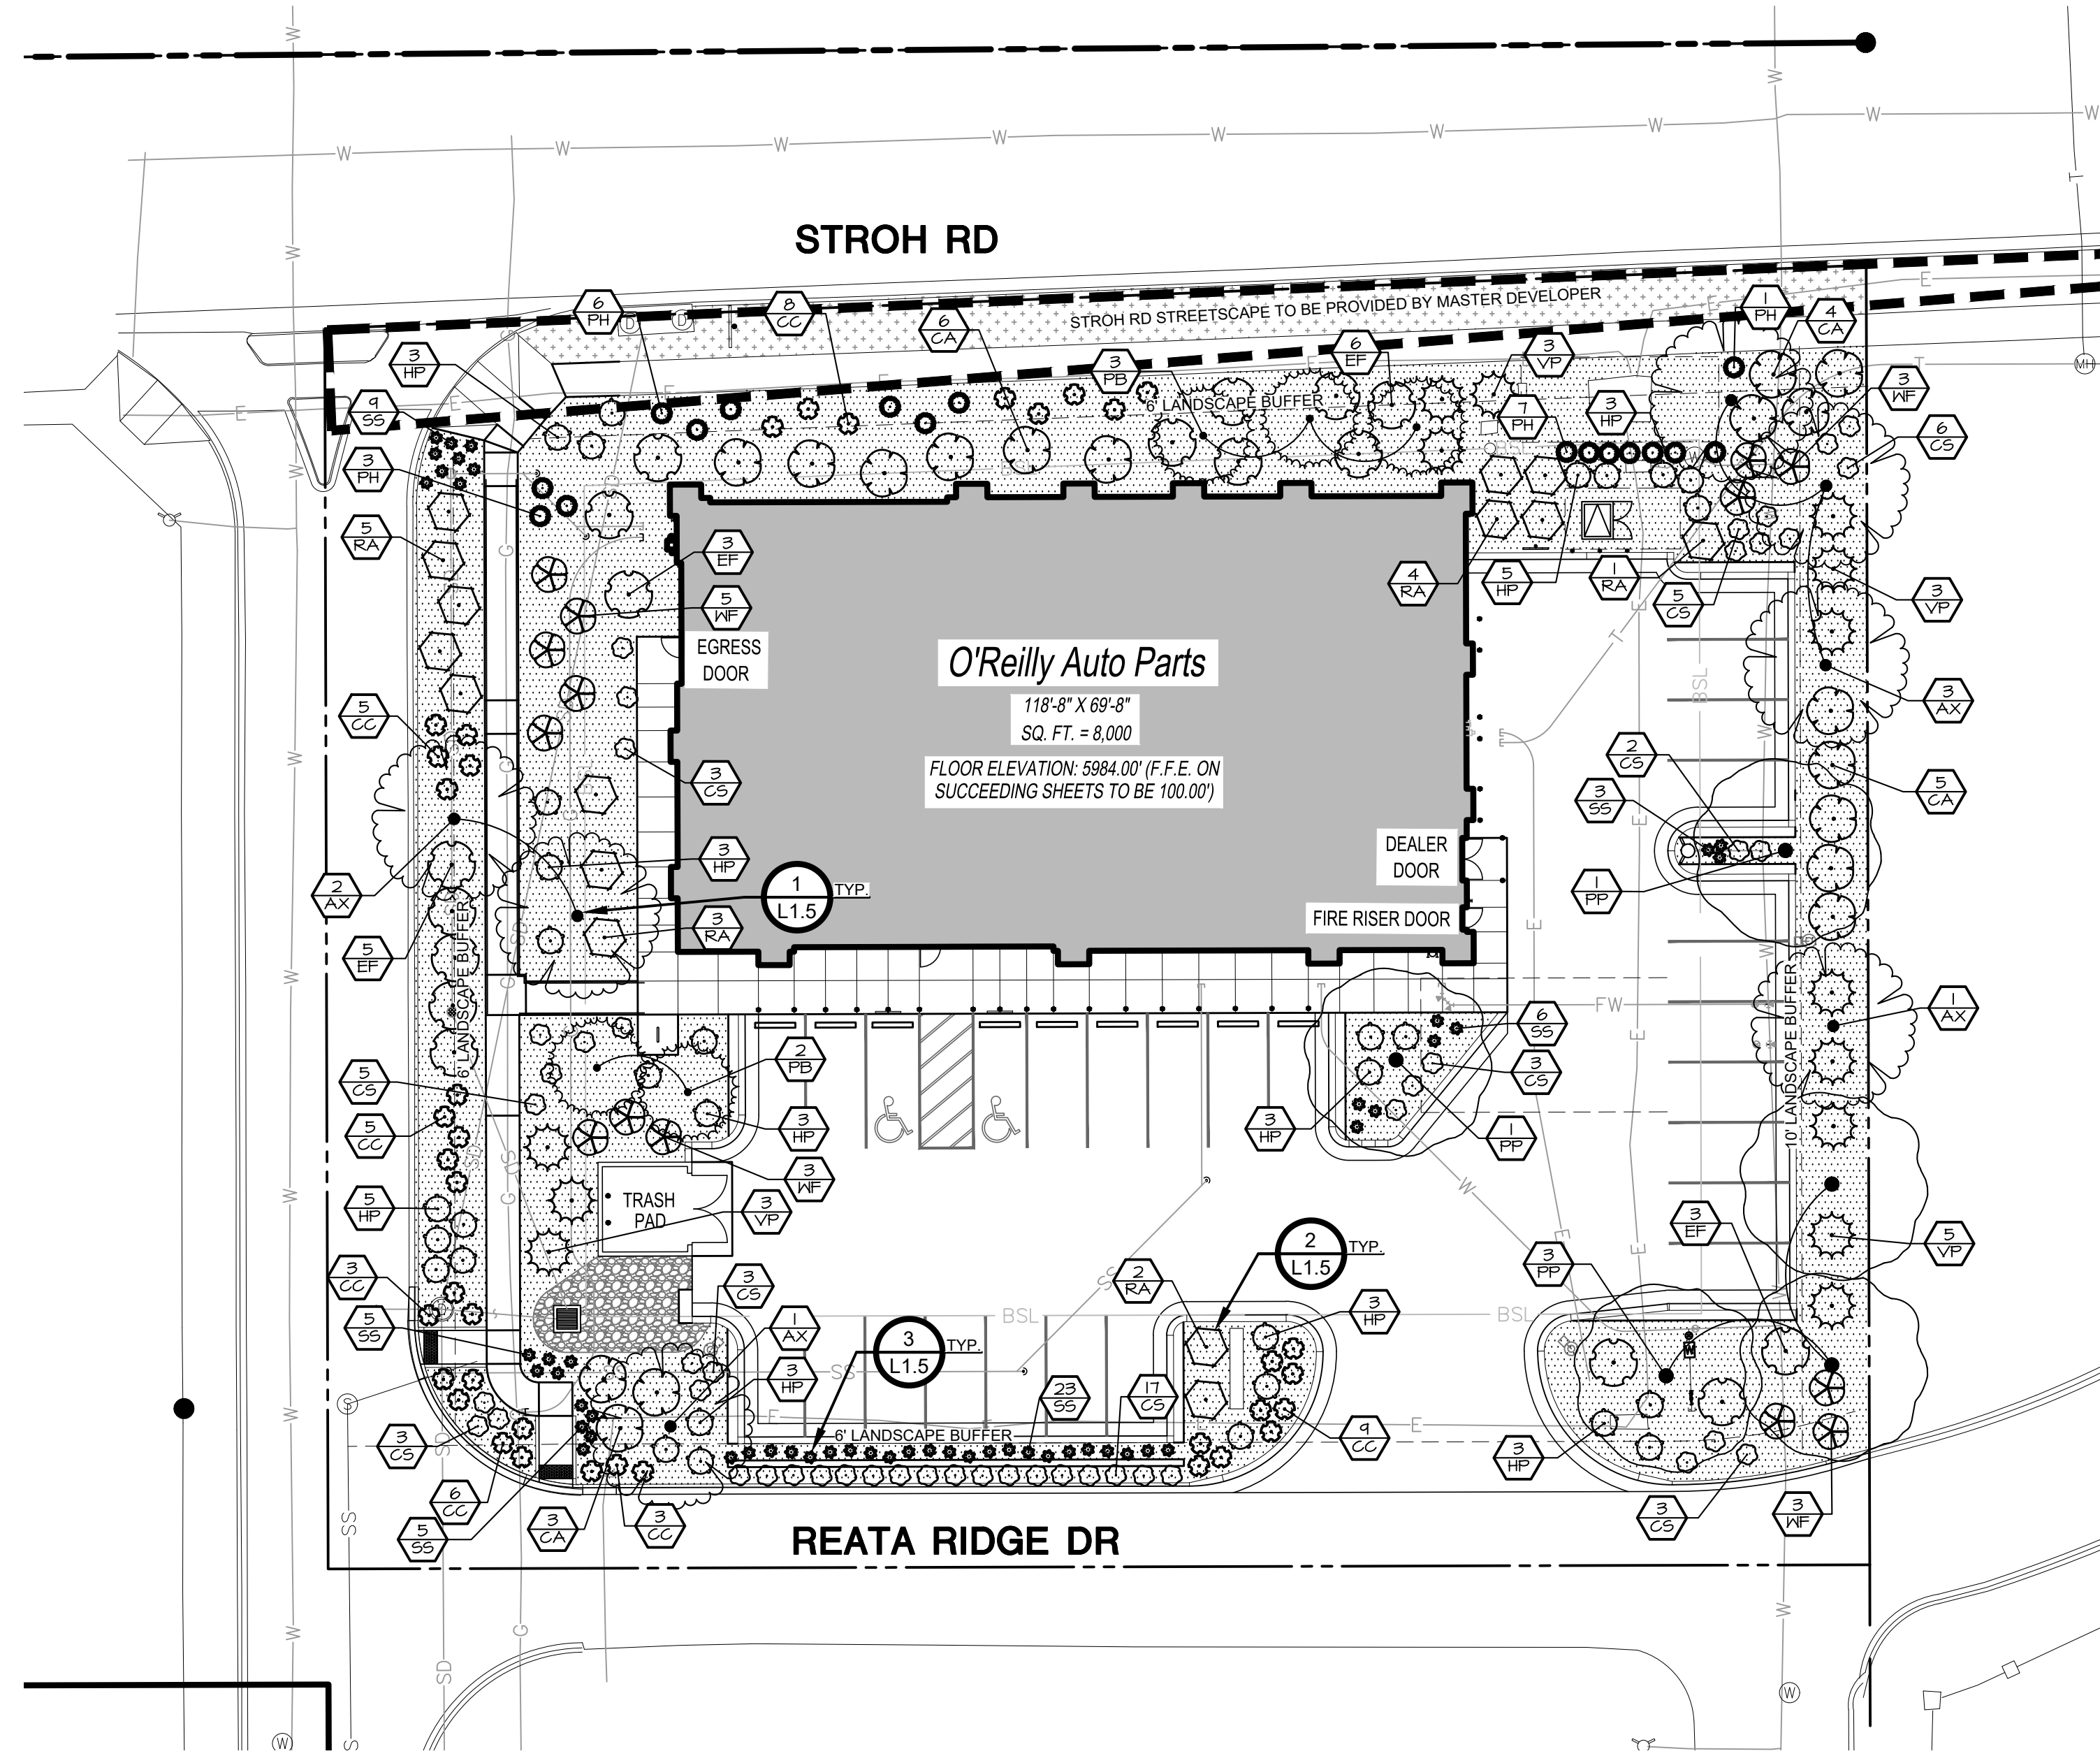 STROH RD
STROH RD STREETSCAPE TO BE PROVIDED BY MASTER DEVELOPER
6
PH
8
CC
6
CA
1
PH
4
CA
3
HP
3
PB
6
EF
3
VP
3
WF
9
SS
6' LANDSCAPE BUFFER
7
PH
3
HP
6
CS
3
PH
5
RA
3
EF
4
RA
5
HP
1
RA
5
CS
3
VP
5
WF
EGRESS
DOOR
O'Reilly Auto Parts
118'-8" X 69'-8"
SQ. FT. = 8,000
FLOOR ELEVATION: 5984.00' (F.F.E. ON
SUCCEEDING SHEETS TO BE 100.00')
3
AX
5
CC
3
CS
2
CS
3
SS
5
CA
3
HP
DEALER
DOOR
2
AX
1
L1.5
TYP.
1
PP
3
RA
FIRE RISER DOOR
5
EF
6' LANDSCAPE BUFFER
10' LANDSCAPE BUFFER
FW
6
SS
1
AX
2
PB
3
CS
5
CS
5
CC
3
HP
3
HP
1
PP
3
WF
5
HP
TRASH
PAD
3
VP
3
EF
5
VP
2
L1.5
TYP.
3
PP
3
CC
3
CS
2
RA
3
HP
BSL
BSL
BSL
5
SS
1
AX
3
L1.5
TYP.
3
HP
23
SS
17
CS
6' LANDSCAPE BUFFER
9
CC
3
CS
3
HP
6
CC
5
SS
3
CA
3
CC
3
CS
3
WF
REATA RIDGE DR
MH
W
W
SS
SD
G
E
T